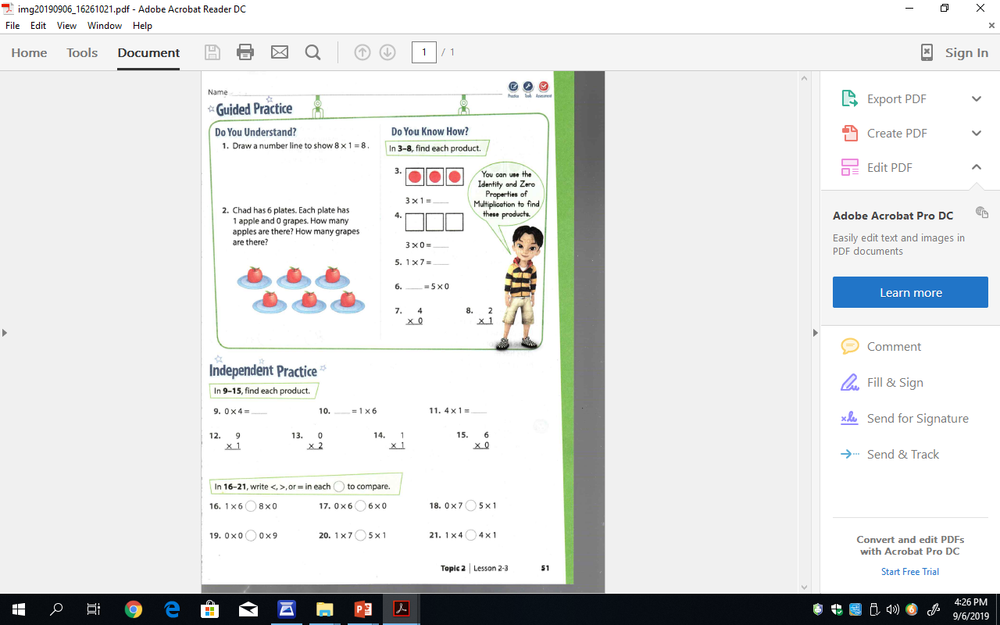 img20190906_16261021.pdf - Adobe Acrobat Reader DC
File Edit View Window Help
Home Tools Document 1 / 1 Sign In
Name
Practice Tools Assessment
Guided Practice
Do You Understand?
1. Draw a number line to show 8 × 1 = 8.
2. Chad has 6 plates. Each plate has
1 apple and 0 grapes. How many
apples are there? How many grapes
are there?
Do You Know How?
In 3–8, find each product.
3.
3 × 1 = ____
4.
3 × 0 = ____
5. 1 × 7 = ____
6. ____ = 5 × 0
7. 4 8. 2
× 0 × 1
You can use the
Identity and Zero
Properties of
Multiplication to find
these products.
Independent Practice
In 9–15, find each product.
9. 0 × 4 = ____ 10. ____ = 1 × 6 11. 4 × 1 = ____
12. 9 13. 0 14. 1 15. 6
× 1 × 2 × 1 × 0
In 16–21, write <, >, or = in each ◯ to compare.
16. 1 × 6 ◯ 8 × 0 17. 0 × 6 ◯ 6 × 0 18. 0 × 7 ◯ 5 × 1
19. 0 × 0 ◯ 0 × 9 20. 1 × 7 ◯ 5 × 1 21. 1 × 4 ◯ 4 × 1
Topic 2 | Lesson 2-3 51
Export PDF
Create PDF
Edit PDF
Adobe Acrobat Pro DC
Easily edit text and images in
PDF documents
Learn more
Comment
Fill & Sign
Send for Signature
Send & Track
Convert and edit PDFs
with Acrobat Pro DC
Start Free Trial
4:26 PM
9/6/2019